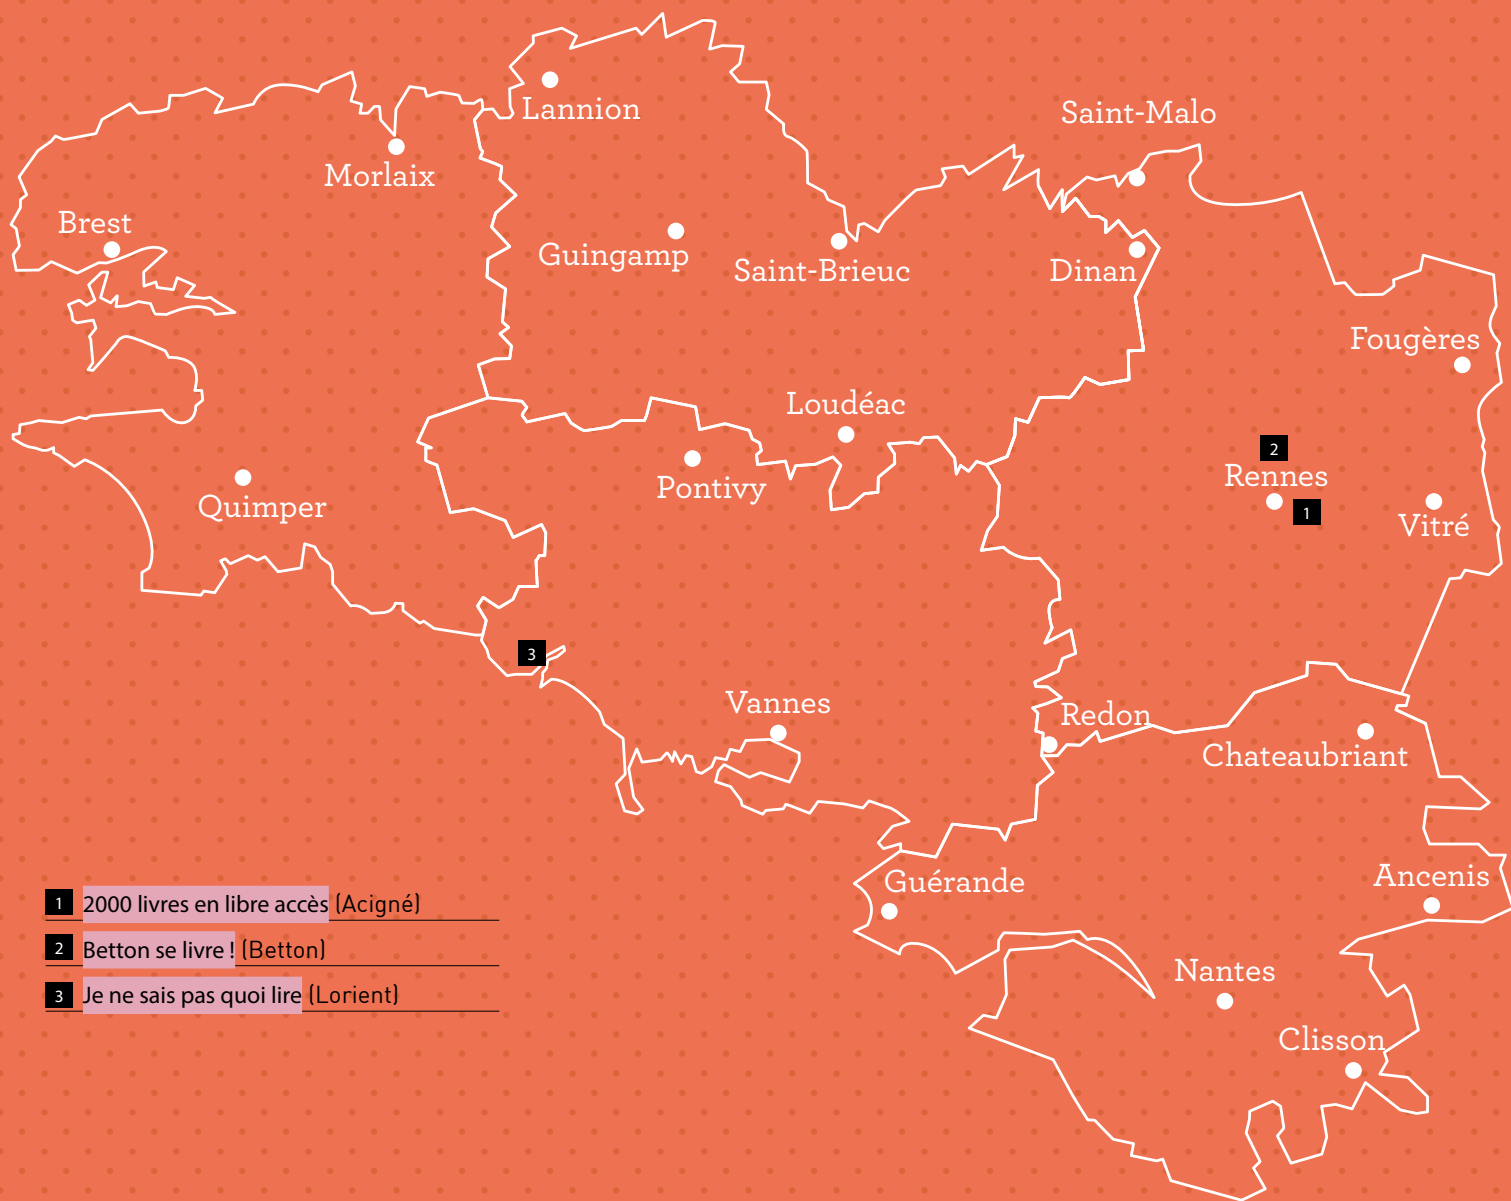 Lannion
Saint-Malo
Morlaix
Brest
Guingamp
Saint-Brieuc
Dinan
Fougères
Loudéac
2
Rennes
Pontivy
Quimper
1
Vitré
3
Vannes
Redon
Chateaubriant
Guérande
Ancenis
1 2000 livres en libre accès (Acigné)
2 Betton se livre ! (Betton)
3 Je ne sais pas quoi lire (Lorient)
Nantes
Clisson